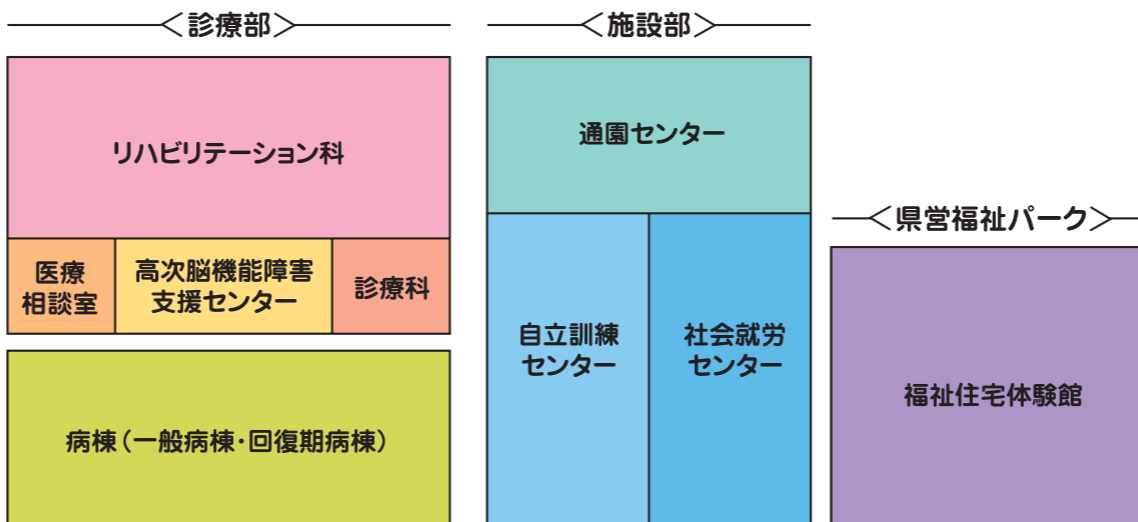 <診療部>
リハビリテーション科
医療
相談室
高次脳機能障害
支援センター
診療科
病棟(一般病棟・回復期病棟)
<施設部>
通園センター
自立訓練
センター
社会就労
センター
<県営福祉パーク>
福祉住宅体験館